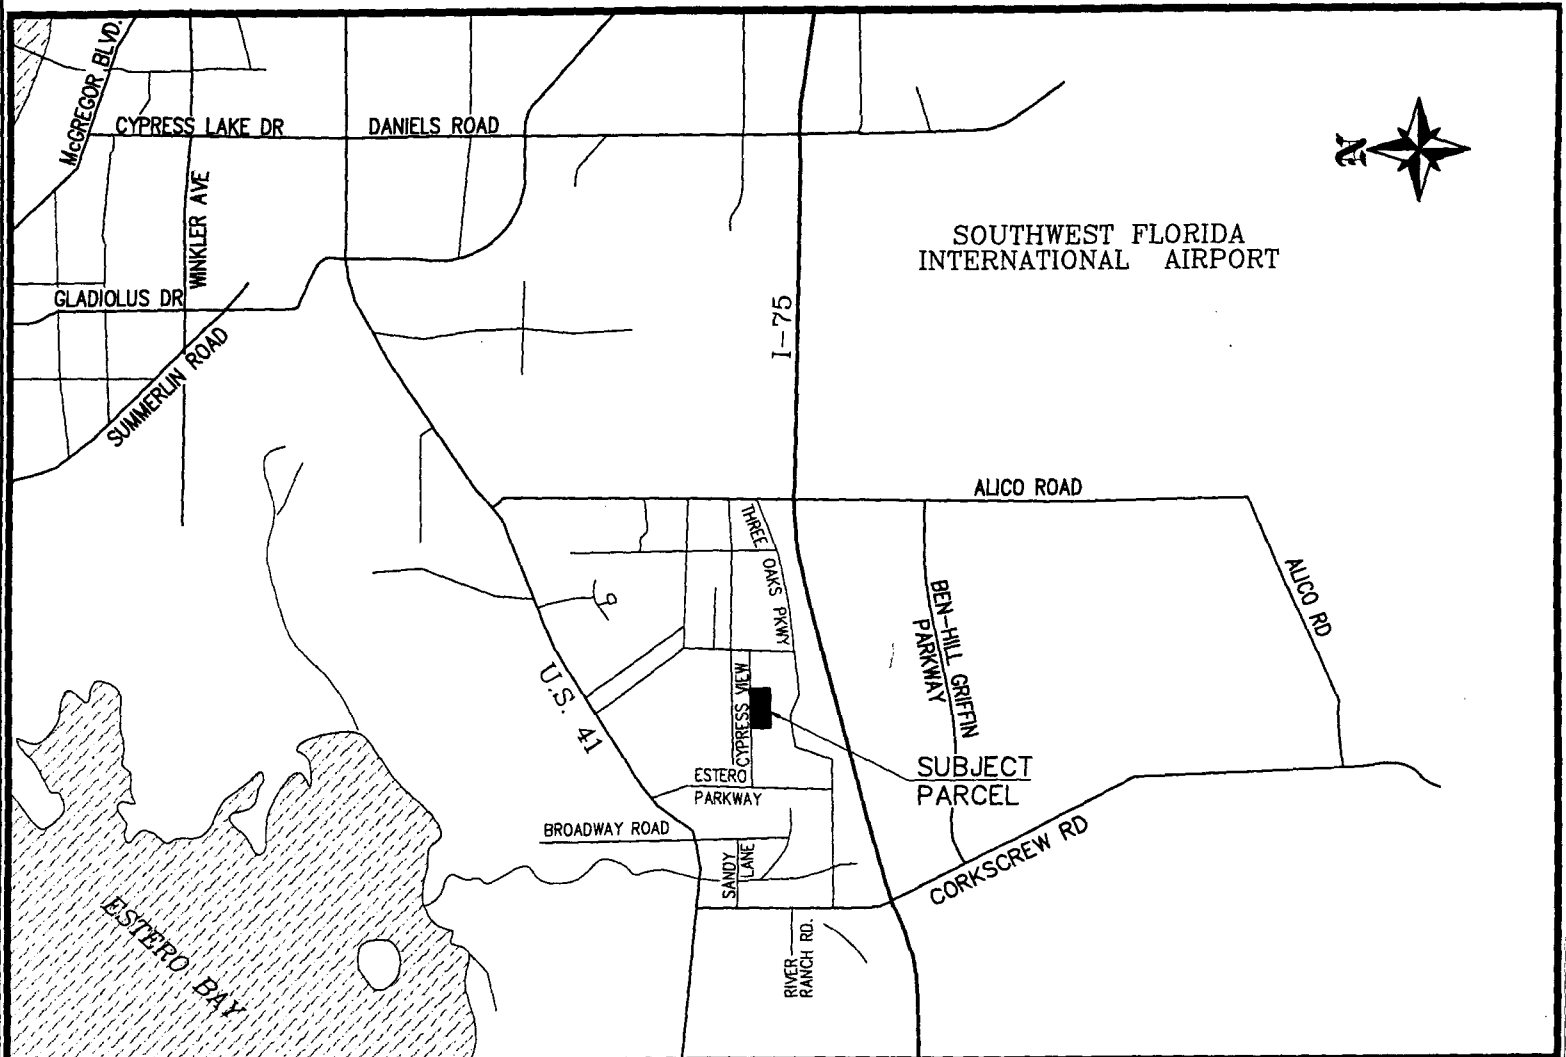 McGREGOR BLVD.
CYPRESS LAKE DR
DANIELS ROAD
N
WINKLER AVE
SOUTHWEST FLORIDA
INTERNATIONAL AIRPORT
GLADIOLUS DR
I-75
SUMMERLIN ROAD
ALICO ROAD
THREE OAKS PKWY
ALICO RD
BEN-HILL GRIFFIN
PARKWAY
U.S. 41
CYPRESS VIEW
SUBJECT
PARCEL
ESTERO
PARKWAY
BROADWAY ROAD
SANDY
LANE
CORKSCREW RD
ESTERO BAY
RIVER
RANCH RD.